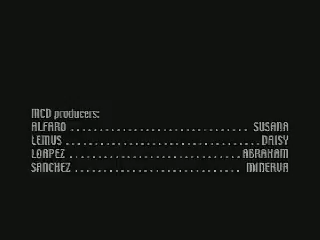 MCD producers:
ALFARO .............................. SUSANA
LEMUS ................................DAISY
LOAPEZ ............................ABRAHAM
SANCHEZ ........................... MINERVA